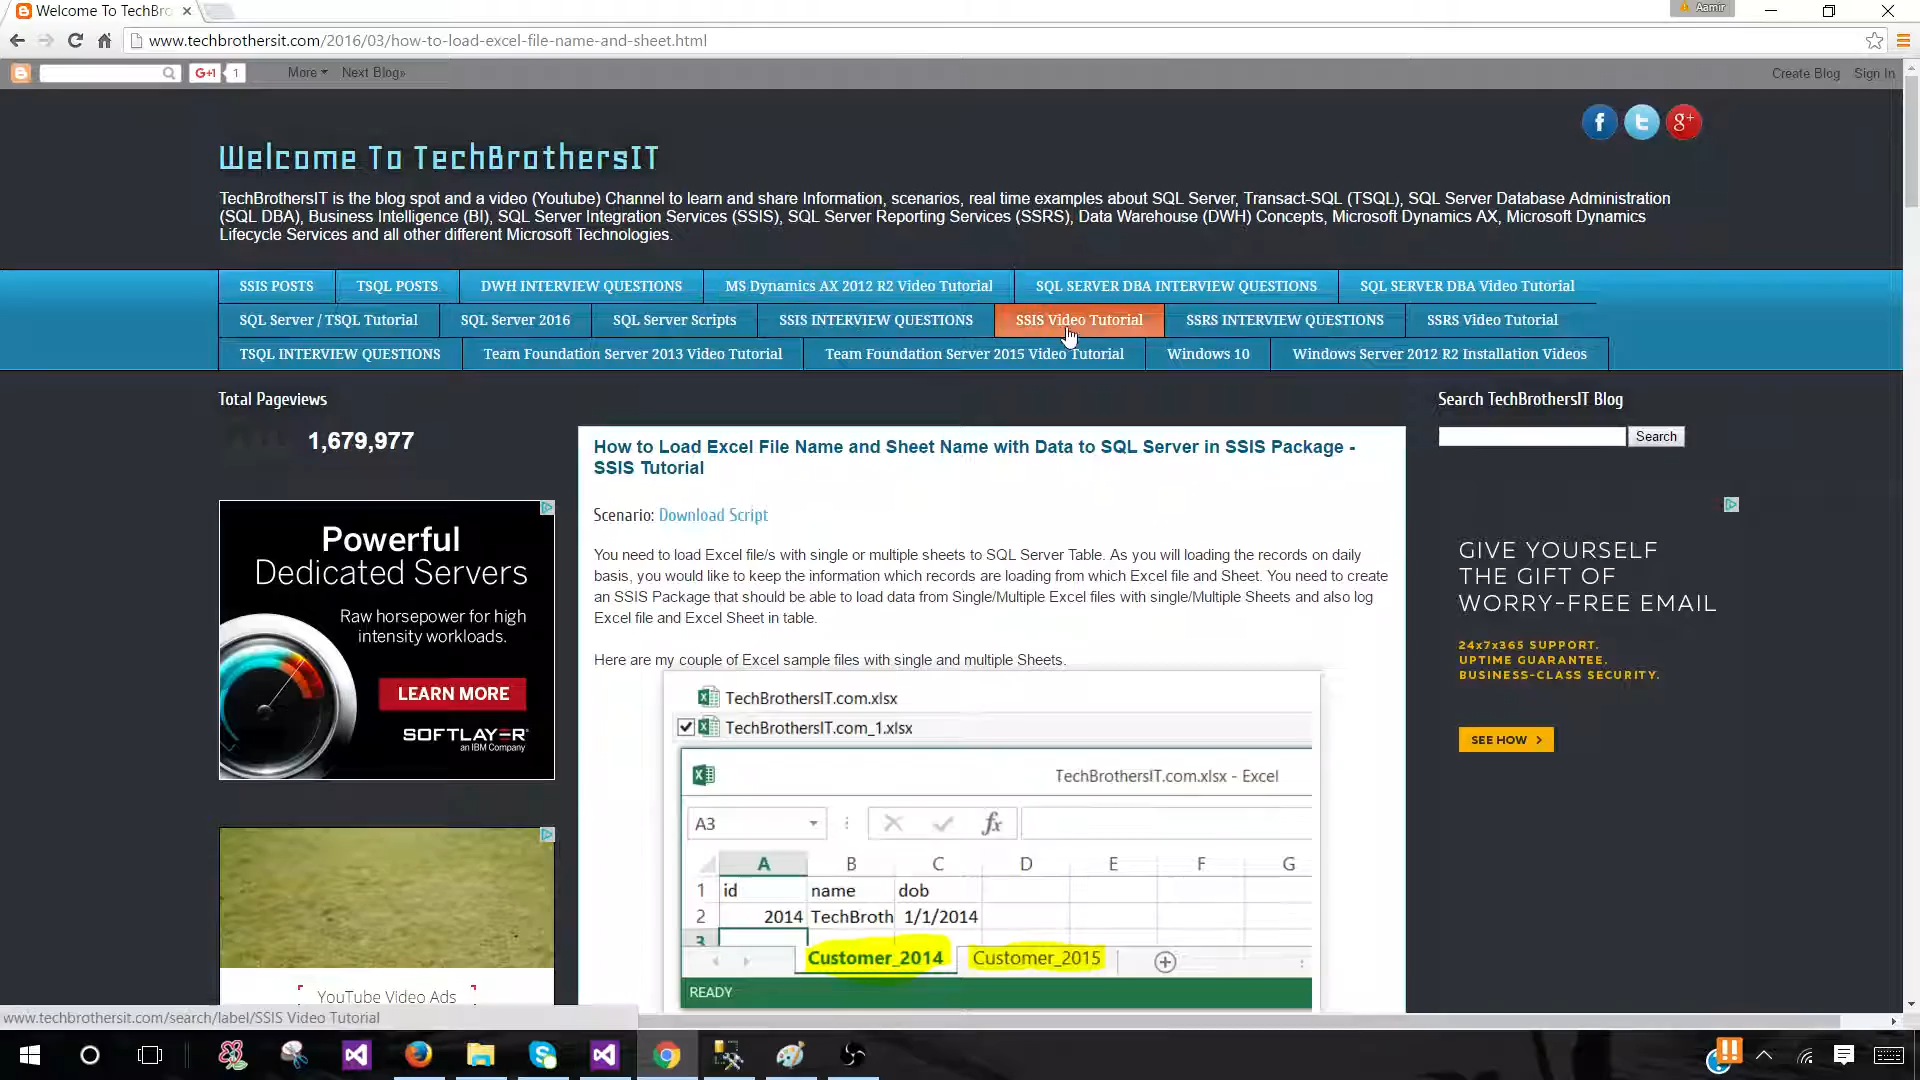 Welcome To TechBro
Aamir
www.techbrothersit.com/2016/03/how-to-load-excel-file-name-and-sheet.html
G+1 1 More Next Blog» Create Blog Sign In
Welcome To TechBrothersIT
TechBrothersIT is the blog spot and a video (Youtube) Channel to learn and share Information, scenarios, real time examples about SQL Server, Transact-SQL (TSQL), SQL Server Database Administration
(SQL DBA), Business Intelligence (BI), SQL Server Integration Services (SSIS), SQL Server Reporting Services (SSRS), Data Warehouse (DWH) Concepts, Microsoft Dynamics AX, Microsoft Dynamics
Lifecycle Services and all other different Microsoft Technologies.
SSIS POSTS TSQL POSTS DWH INTERVIEW QUESTIONS MS Dynamics AX 2012 R2 Video Tutorial SQL SERVER DBA INTERVIEW QUESTIONS SQL SERVER DBA Video Tutorial
SQL Server / TSQL Tutorial SQL Server 2016 SQL Server Scripts SSIS INTERVIEW QUESTIONS SSIS Video Tutorial SSRS INTERVIEW QUESTIONS SSRS Video Tutorial
TSQL INTERVIEW QUESTIONS Team Foundation Server 2013 Video Tutorial Team Foundation Server 2015 Video Tutorial Windows 10 Windows Server 2012 R2 Installation Videos
Total Pageviews
1,679,977
Powerful
Dedicated Servers
Raw horsepower for high
intensity workloads.
LEARN MORE
SOFTLAYER
an IBM Company
YouTube Video Ads
How to Load Excel File Name and Sheet Name with Data to SQL Server in SSIS Package -
SSIS Tutorial
Scenario: Download Script
You need to load Excel file/s with single or multiple sheets to SQL Server Table. As you will loading the records on daily
basis, you would like to keep the information which records are loading from which Excel file and Sheet. You need to create
an SSIS Package that should be able to load data from Single/Multiple Excel files with single/Multiple Sheets and also log
Excel file and Excel Sheet in table.
Here are my couple of Excel sample files with single and multiple Sheets.
TechBrothersIT.com.xlsx
TechBrothersIT.com_1.xlsx
TechBrothersIT.com.xlsx - Excel
A3 fx
A B C D E F G
1 id name dob
2 2014 TechBroth 1/1/2014
3
Customer_2014 Customer_2015
READY
Search TechBrothersIT Blog
Search
GIVE YOURSELF
THE GIFT OF
WORRY-FREE EMAIL
24x7x365 SUPPORT.
UPTIME GUARANTEE.
BUSINESS-CLASS SECURITY.
SEE HOW >
www.techbrothersit.com/search/label/SSIS Video Tutorial